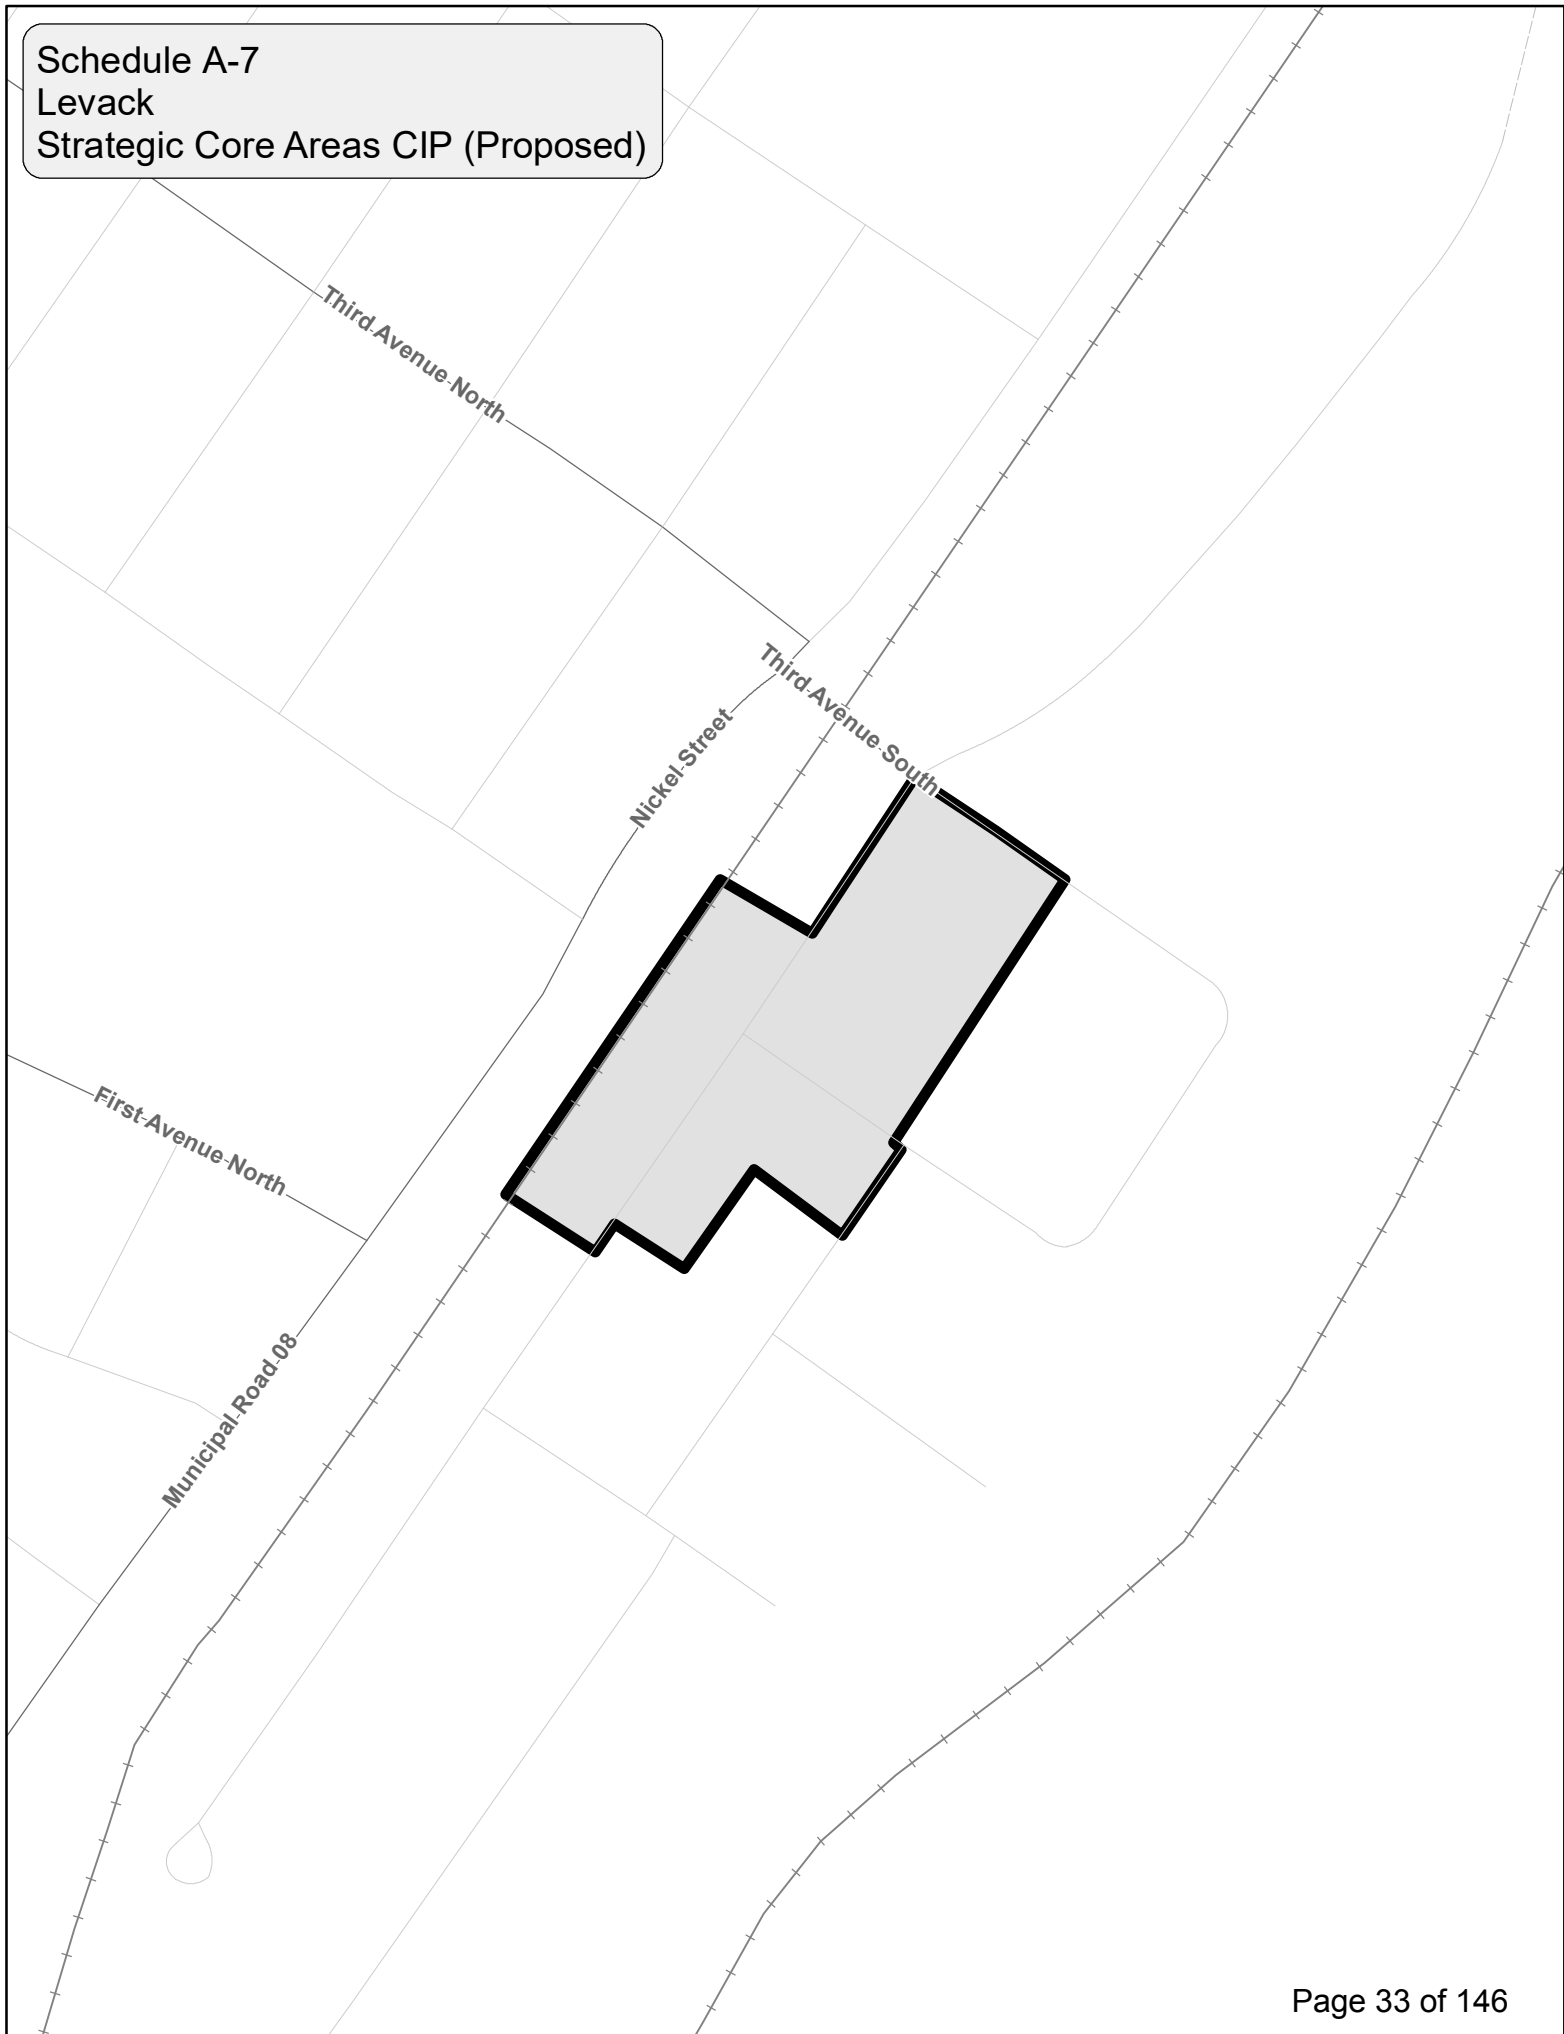 Schedule A-7
Levack
Strategic Core Areas CIP (Proposed)
Third Avenue North
Third Avenue South
Nickel Street
First Avenue North
Municipal Road 08
Page 33 of 146